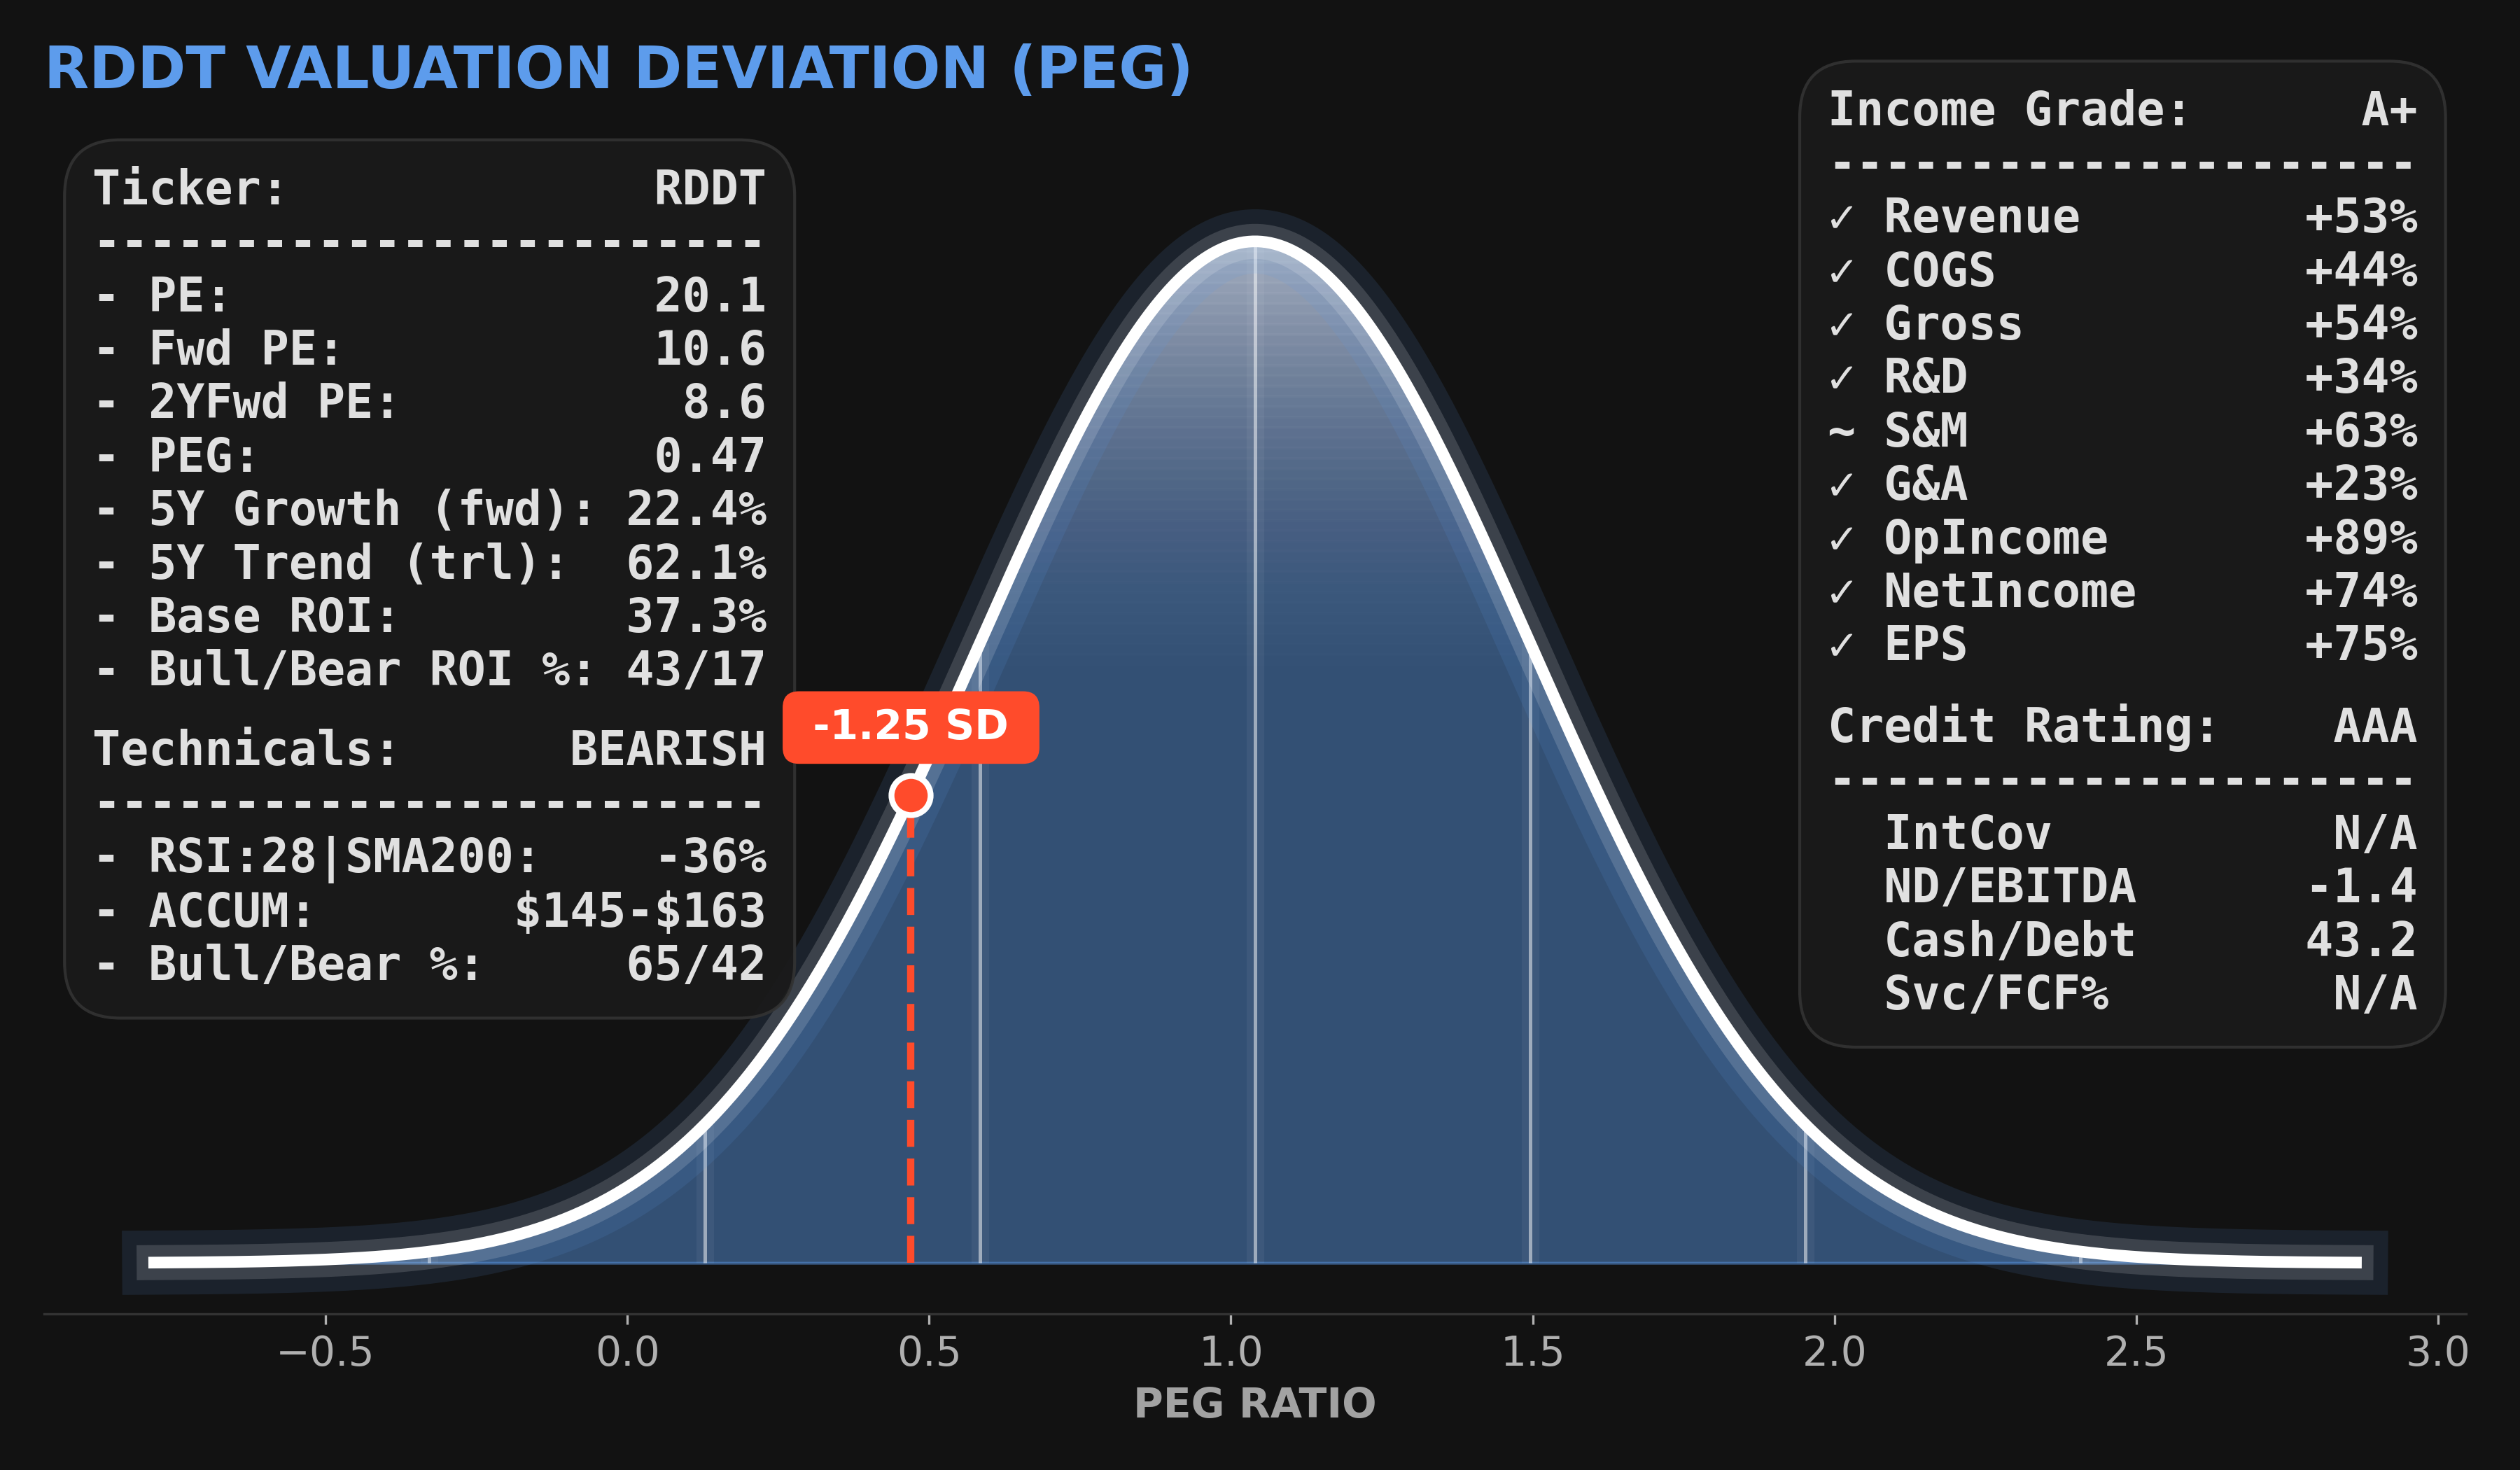 RDDT VALUATION DEVIATION (PEG)
Ticker: RDDT
------------------------
- PE: 20.1
- Fwd PE: 10.6
- 2YFwd PE: 8.6
- PEG: 0.47
- 5Y Growth (fwd): 22.4%
- 5Y Trend (trl): 62.1%
- Base ROI: 37.3%
- Bull/Bear ROI %: 43/17
Technicals: BEARISH
------------------------
- RSI:28|SMA200: -36%
- ACCUM: $145-$163
- Bull/Bear %: 65/42
-1.25 SD
Income Grade: A+
---------------------
✓ Revenue +53%
✓ COGS +44%
✓ Gross +54%
✓ R&D +34%
~ S&M +63%
✓ G&A +23%
✓ OpIncome +89%
✓ NetIncome +74%
✓ EPS +75%
Credit Rating: AAA
---------------------
IntCov N/A
ND/EBITDA -1.4
Cash/Debt 43.2
Svc/FCF% N/A
−0.5 0.0 0.5 1.0 1.5 2.0 2.5 3.0
PEG RATIO